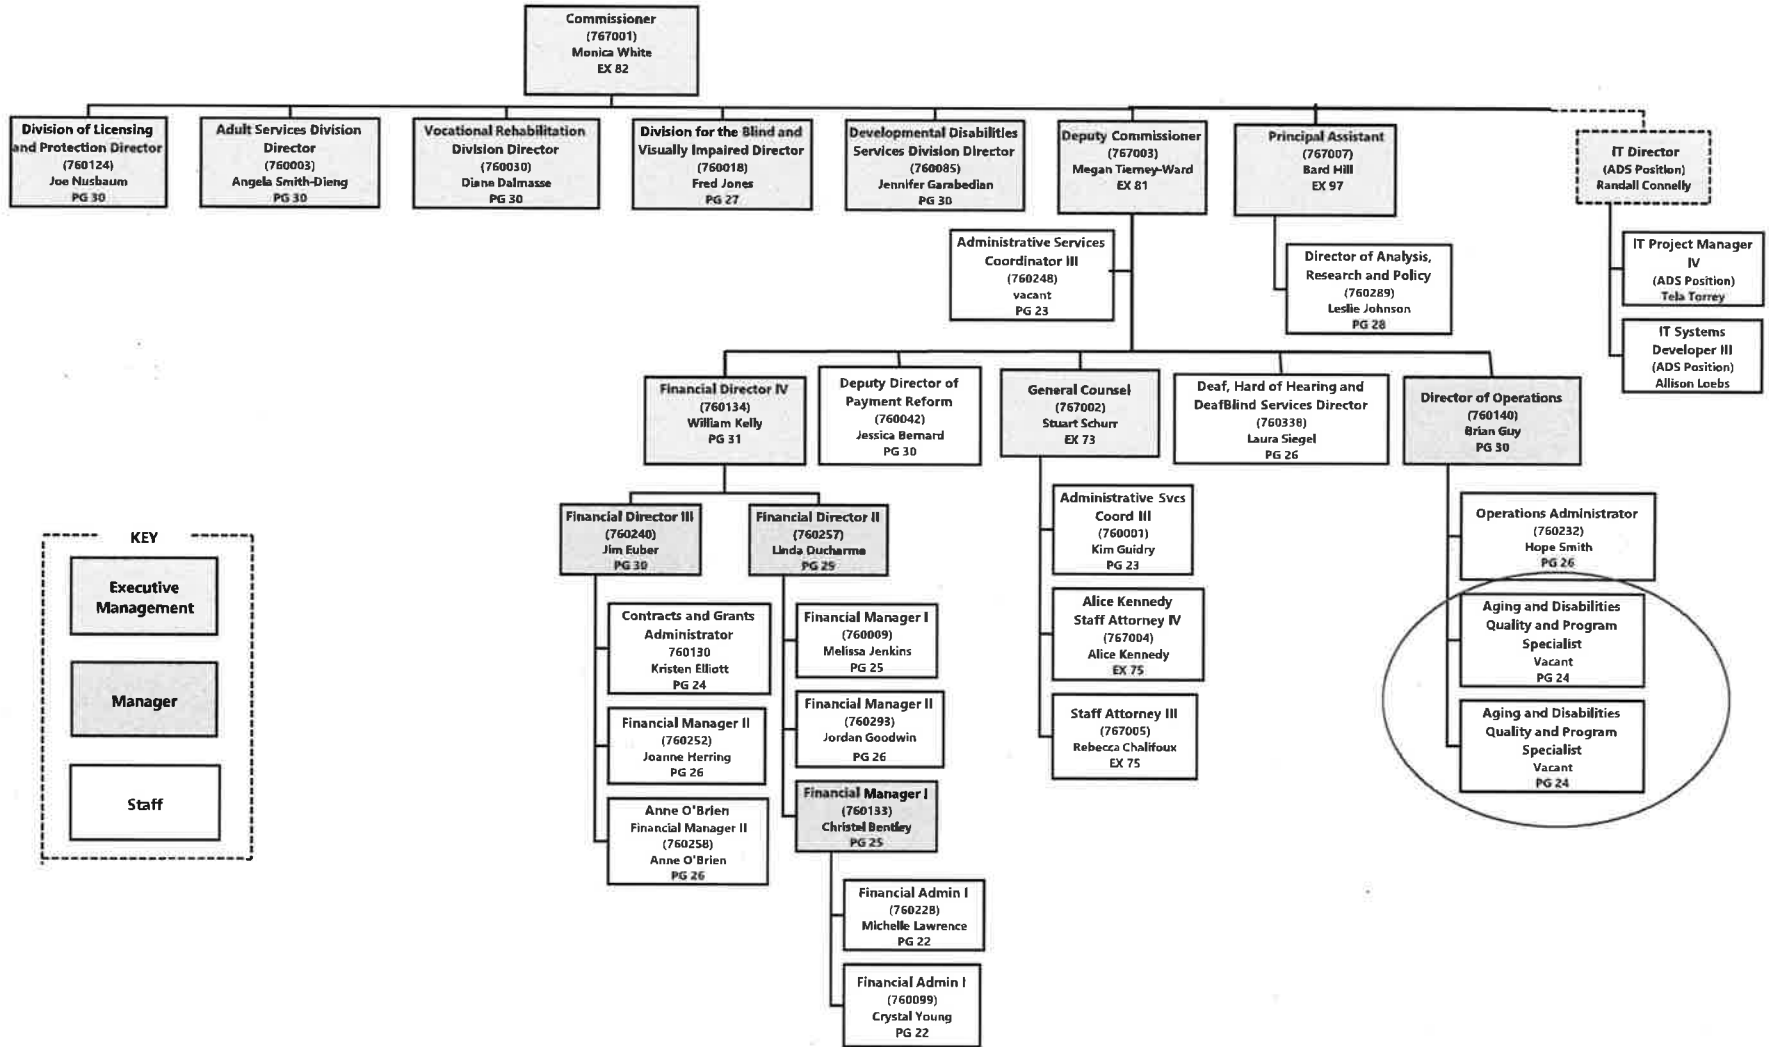 Commissioner
(767001)
Monica White
EX 82
Division of Licensing
and Protection Director
(760124)
Joe Nusbaum
PG 30
Adult Services Division
Director
(760003)
Angela Smith-Dieng
PG 30
Vocational Rehabilitation
Division Director
(760030)
Diane Dalmasse
PG 30
Division for the Blind and
Visually Impaired Director
(760018)
Fred Jones
PG 27
Developmental Disabilities
Services Division Director
(760085)
Jennifer Garabedian
PG 30
Deputy Commissioner
(767003)
Megan Tierney-Ward
EX 81
Principal Assistant
(767007)
Bard Hill
EX 97
IT Director
(ADS Position)
Randall Connelly
Administrative Services
Coordinator III
(760248)
vacant
PG 23
Director of Analysis,
Research and Policy
(760289)
Leslie Johnson
PG 28
IT Project Manager
IV
(ADS Position)
Tela Torrey
IT Systems
Developer III
(ADS Position)
Allison Loebs
Financial Director IV
(760134)
William Kelly
PG 31
Deputy Director of
Payment Reform
(760042)
Jessica Bernard
PG 30
General Counsel
(767002)
Stuart Schurr
EX 73
Deaf, Hard of Hearing and
DeafBlind Services Director
(760338)
Laura Siegel
PG 26
Director of Operations
(760140)
Brian Guy
PG 30
Financial Director III
(760240)
Jim Euber
PG 30
Financial Director II
(760257)
Linda Ducharme
PG 29
Administrative Svcs
Coord III
(760001)
Kim Guidry
PG 23
Operations Administrator
(760232)
Hope Smith
PG 26
KEY
Executive
Management
Manager
Staff
Contracts and Grants
Administrator
760130
Kristen Elliott
PG 24
Financial Manager I
(760009)
Melissa Jenkins
PG 25
Alice Kennedy
Staff Attorney IV
(767004)
Alice Kennedy
EX 75
Aging and Disabilities
Quality and Program
Specialist
Vacant
PG 24
Financial Manager II
(760252)
Joanne Herring
PG 26
Financial Manager II
(760293)
Jordan Goodwin
PG 26
Staff Attorney III
(767005)
Rebecca Chalifoux
EX 75
Aging and Disabilities
Quality and Program
Specialist
Vacant
PG 24
Anne O'Brien
Financial Manager II
(760258)
Anne O'Brien
PG 26
Financial Manager I
(760133)
Christel Bentley
PG 25
Financial Admin I
(760228)
Michelle Lawrence
PG 22
Financial Admin I
(760099)
Crystal Young
PG 22